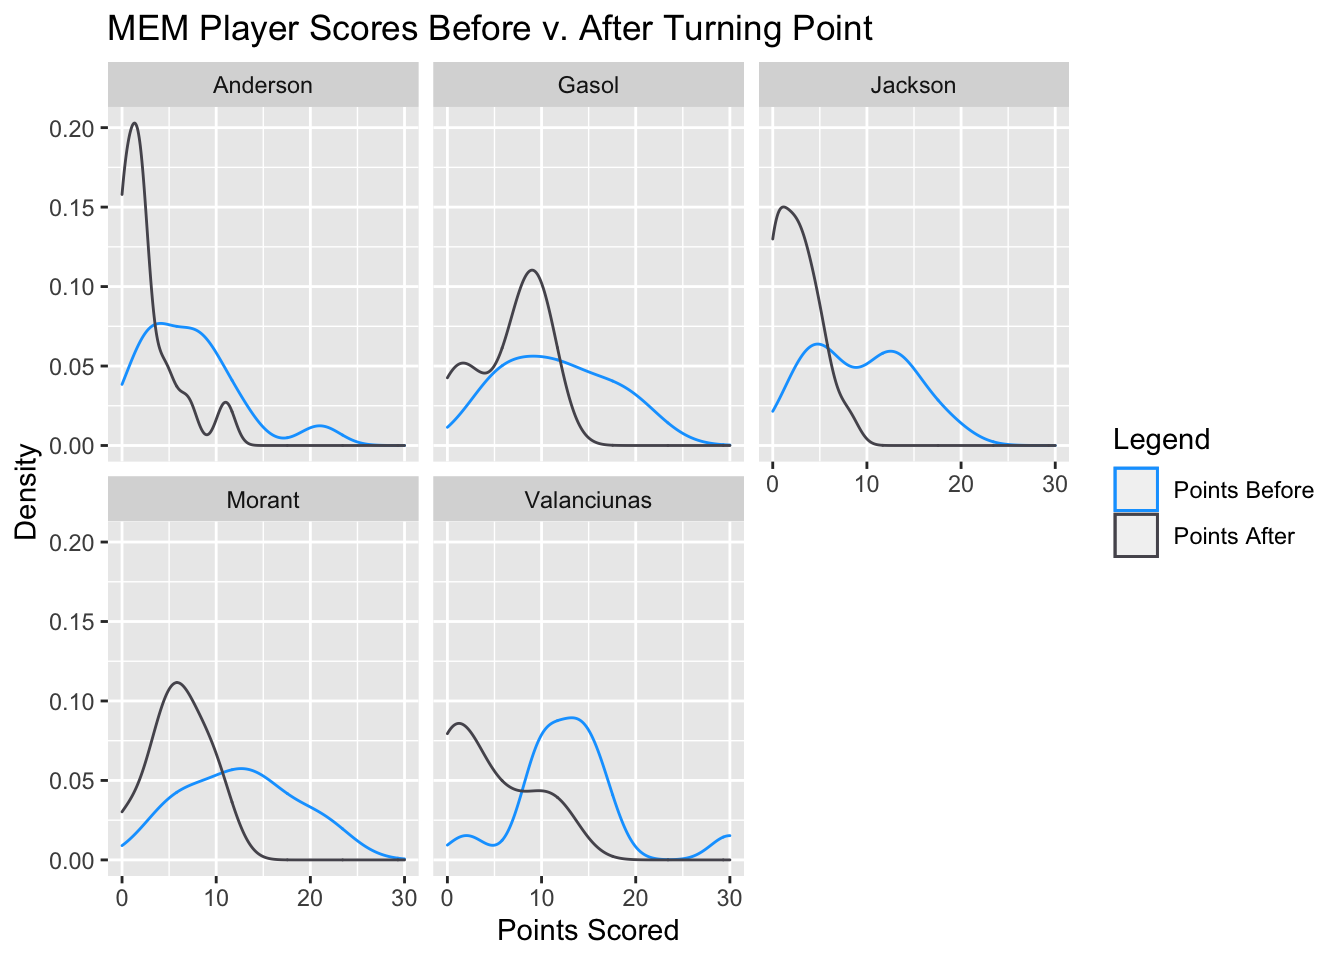 MEM Player Scores Before v. After Turning Point
Anderson
Gasol
Jackson
0.20
0.15
0.10
0.05
0.00
0 10 20 30
Morant
Valanciunas
0.20
0.15
0.10
0.05
0.00
0 10 20 30
0 10 20 30
Points Scored
Density
Legend
Points Before
Points After